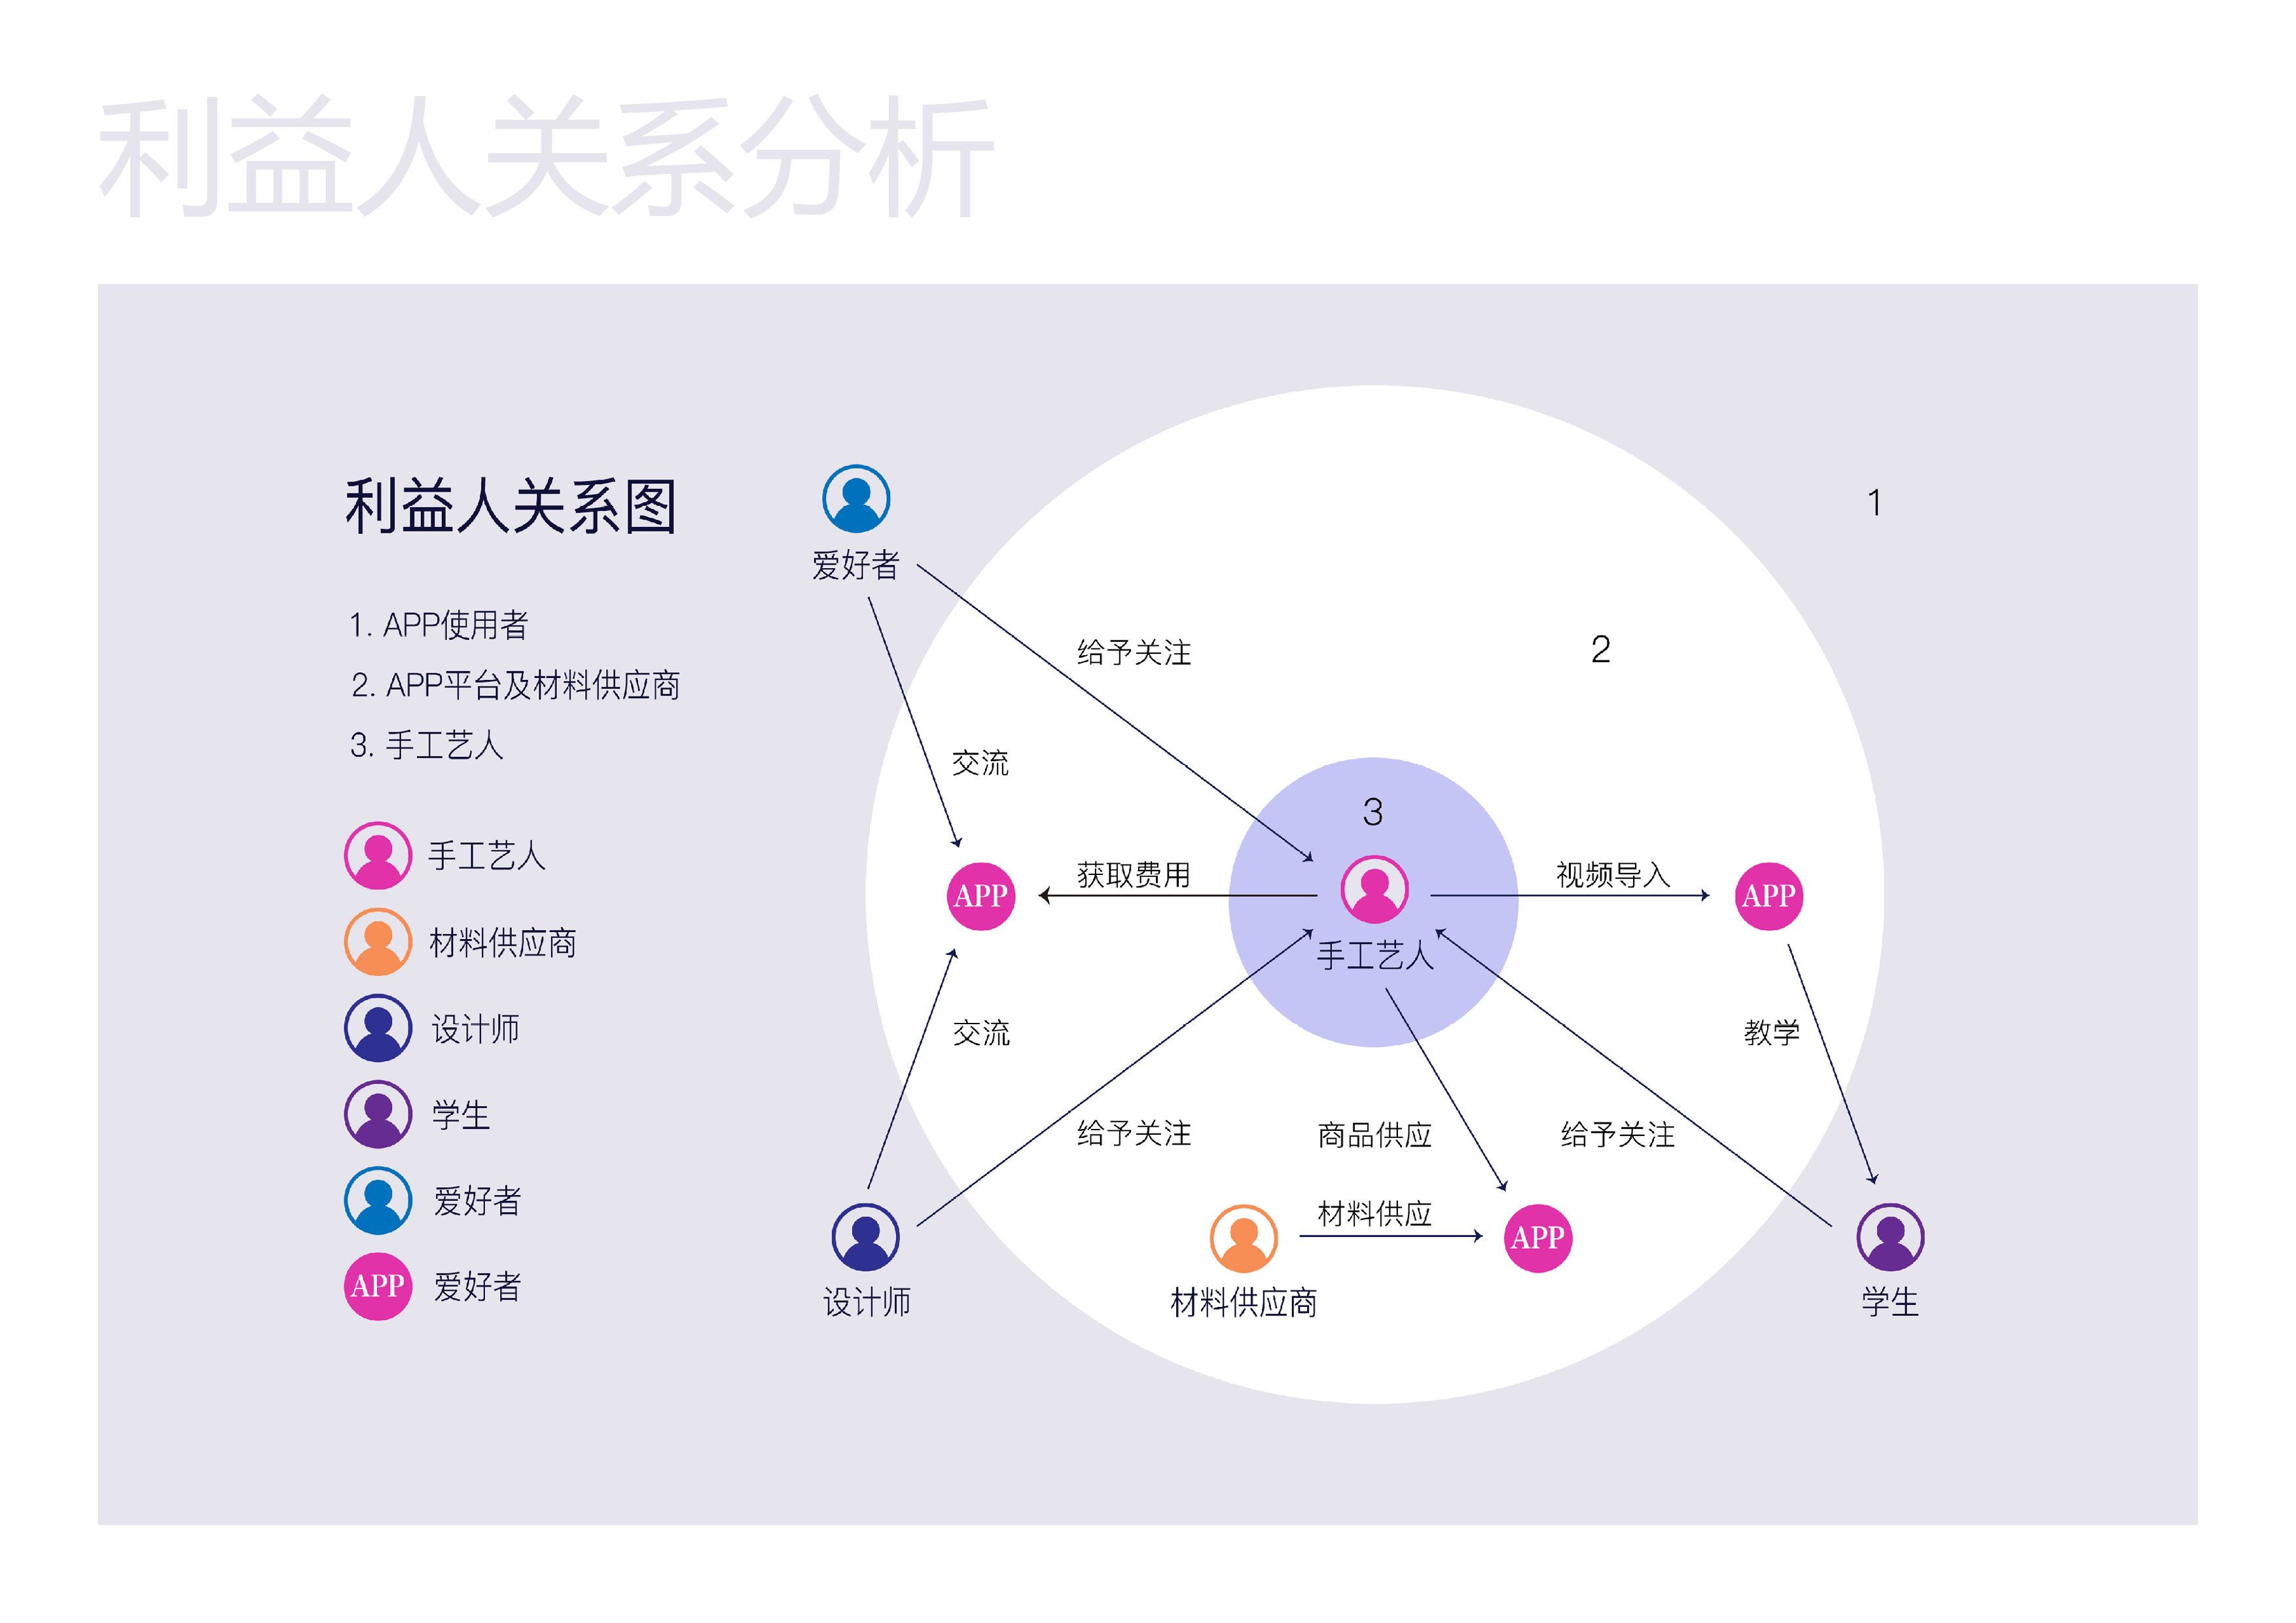 利益人关系分析
利益人关系图
1. APP使用者
2. APP平台及材料供应商
3. 手工艺人
手工艺人
材料供应商
设计师
学生
爱好者
APP 爱好者
爱好者
1
给予关注
2
交流
3
获取费用
视频导入
APP
APP
手工艺人
交流
教学
给予关注
商品供应
给予关注
材料供应
APP
设计师
材料供应商
学生